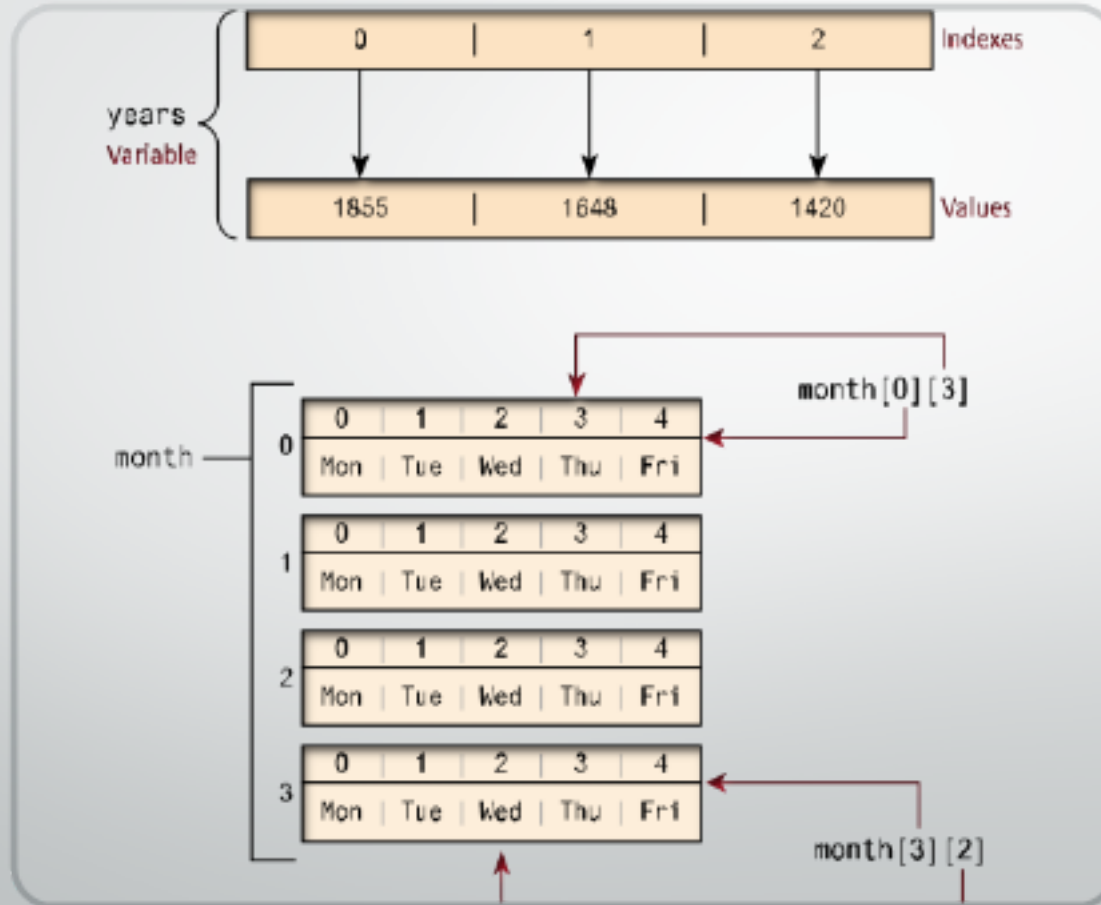 0 | 1 | 2 Indexes
years
Variable
1855 | 1648 | 1420 Values
month[0][3]
month
0
0 | 1 | 2 | 3 | 4
Mon | Tue | Wed | Thu | Fri
1
0 | 1 | 2 | 3 | 4
Mon | Tue | Wed | Thu | Fri
2
0 | 1 | 2 | 3 | 4
Mon | Tue | Wed | Thu | Fri
3
0 | 1 | 2 | 3 | 4
Mon | Tue | Wed | Thu | Fri
month[3][2]